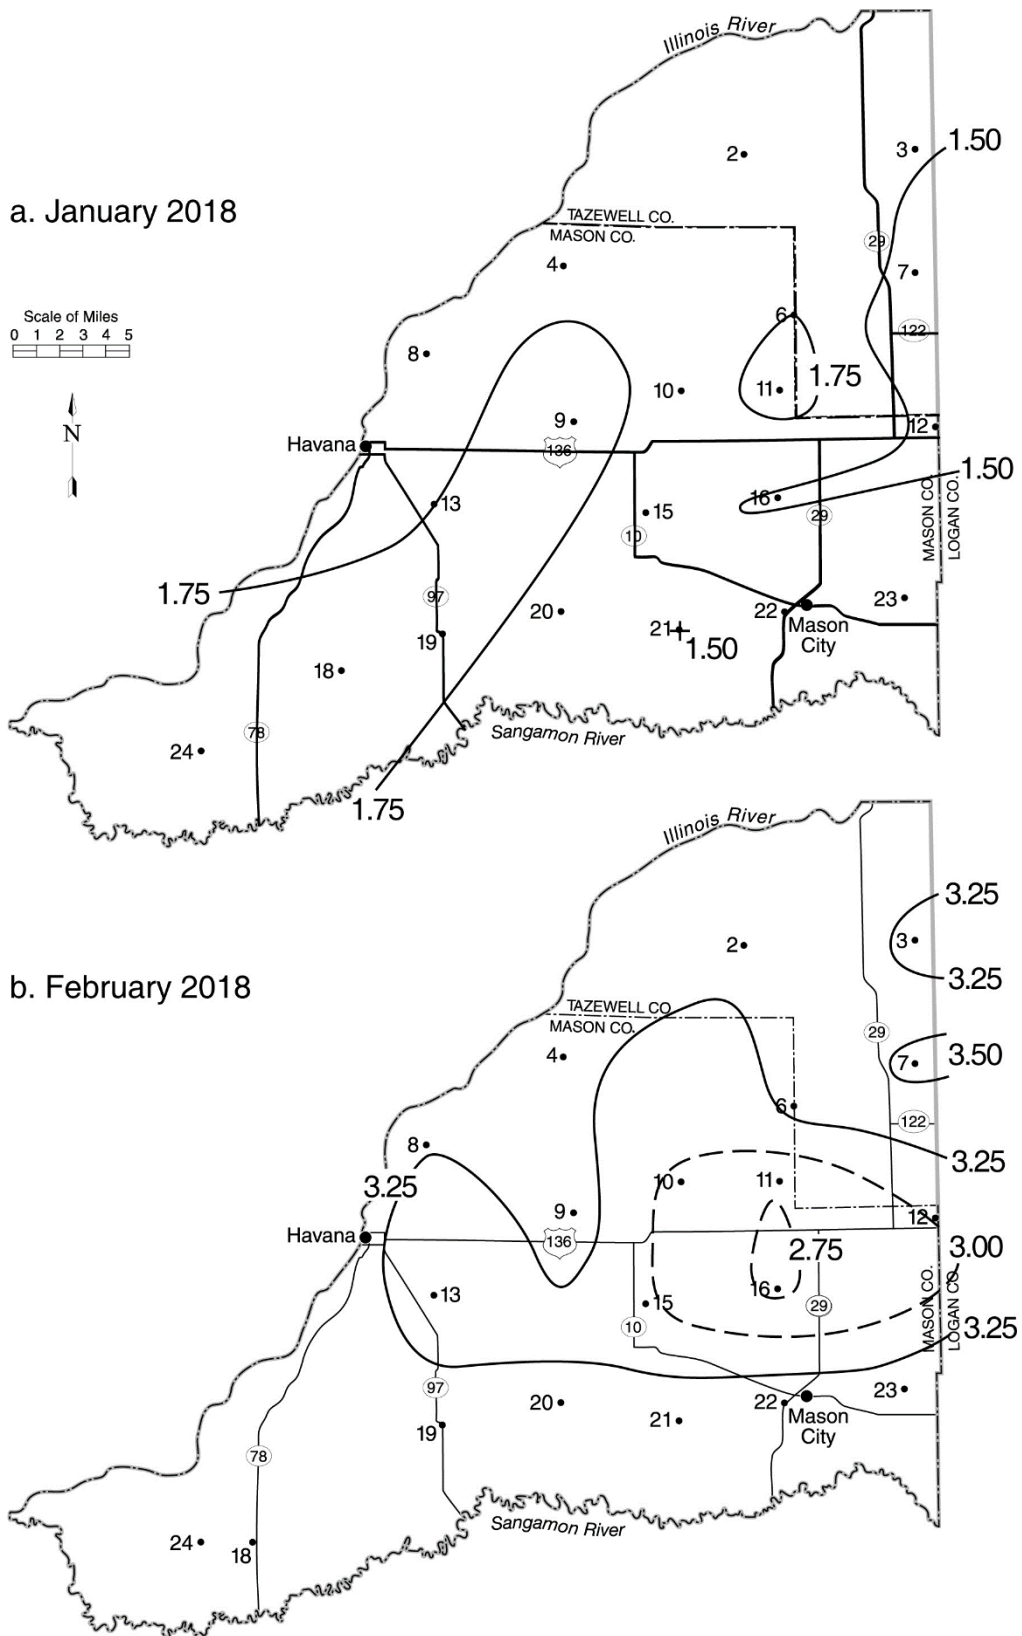 Illinois River
1.50
2
3
a. January 2018
TAZEWELL CO.
MASON CO.
29
4
7
Scale of Miles
0 1 2 3 4 5
6
122
8
1.75
10
11
N
9
12
Havana
136
1.50
16
13
15
29
10
MASON CO.
LOGAN CO.
1.75
97
20
22
23
21
Mason
City
19
1.50
18
78
Sangamon River
24
1.75
Illinois River
3.25
2
3
b. February 2018
3.25
TAZEWELL CO
MASON CO.
29
4
3.50
7
6
122
8
3.25
3.25
10
11
9
12
Havana
136
2.75
3.00
16
13
15
29
10
3.25
MASON CO.
LOGAN CO.
97
20
22
23
21
Mason
City
19
78
Sangamon River
24
18